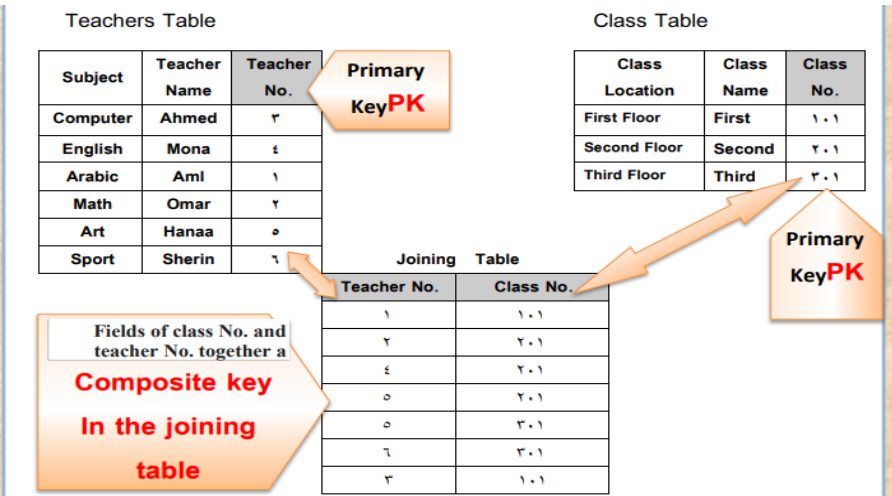 Teachers Table
Class Table
Subject Teacher Name Teacher No.
Computer Ahmed ٣
English Mona ٤
Arabic Aml ١
Math Omar ٢
Art Hanaa ٥
Sport Sherin ٦
Primary
KeyPK
Class Location Class Name Class No.
First Floor First ١٠١
Second Floor Second ٢٠١
Third Floor Third ٣٠١
Primary
KeyPK
Joining Table
Teacher No. Class No.
١ ١٠١
٢ ٢٠١
٤ ٢٠١
٥ ٢٠١
٥ ٣٠١
٦ ٣٠١
٣ ١٠١
Fields of class No. and
teacher No. together a
Composite key
In the joining
table